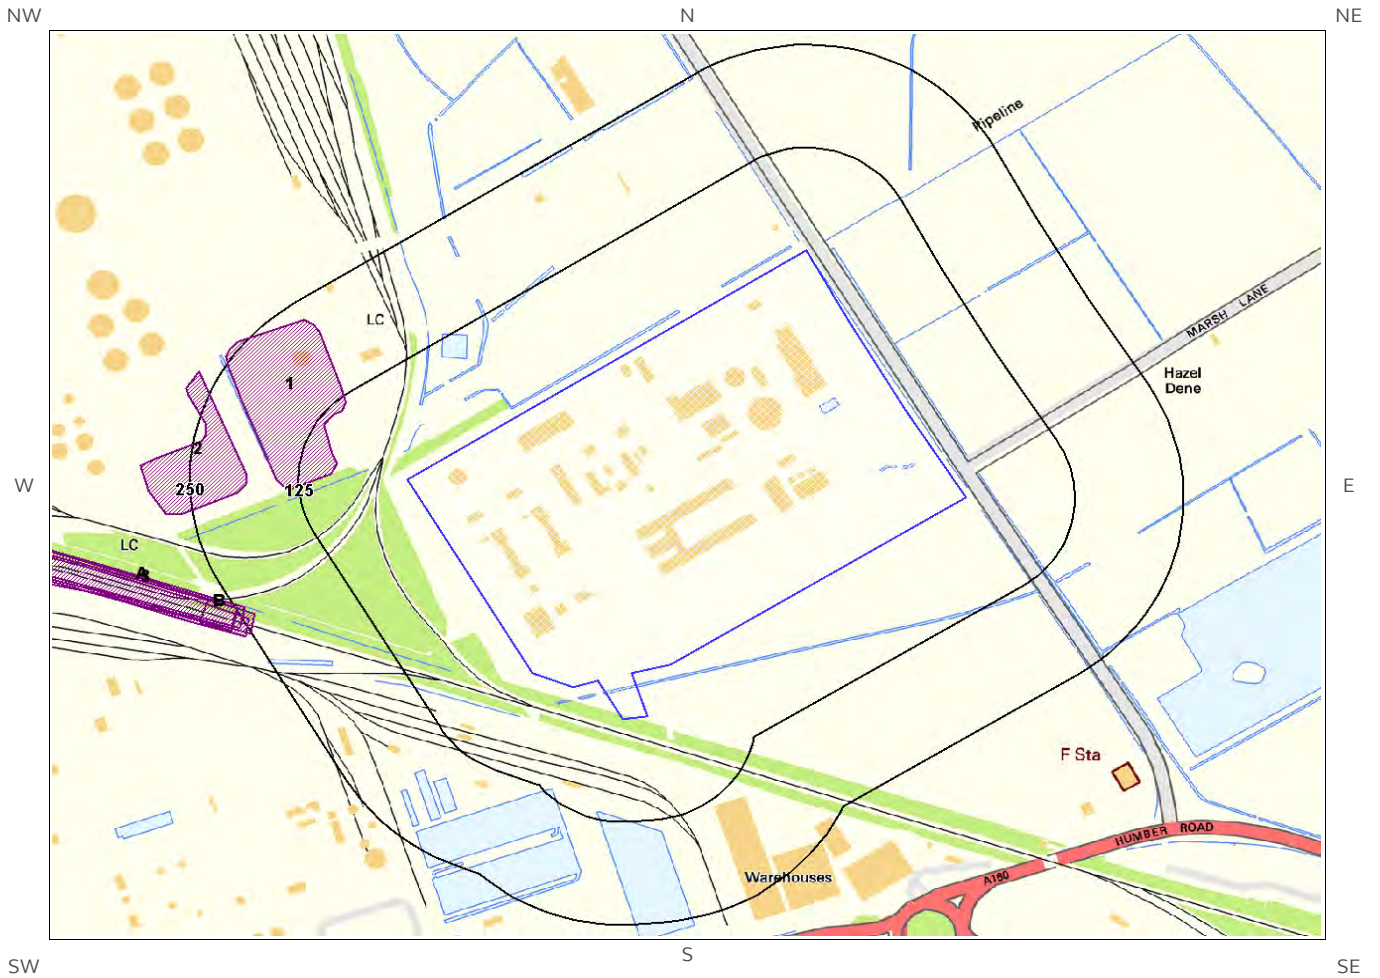 NW
N
NE
Pipeline
LC
MARSH LANE
1
Hazel
Dene
2
W
250
125
E
LC
B
F Sta
HUMBER ROAD
Warehouses
A180
SW
S
SE